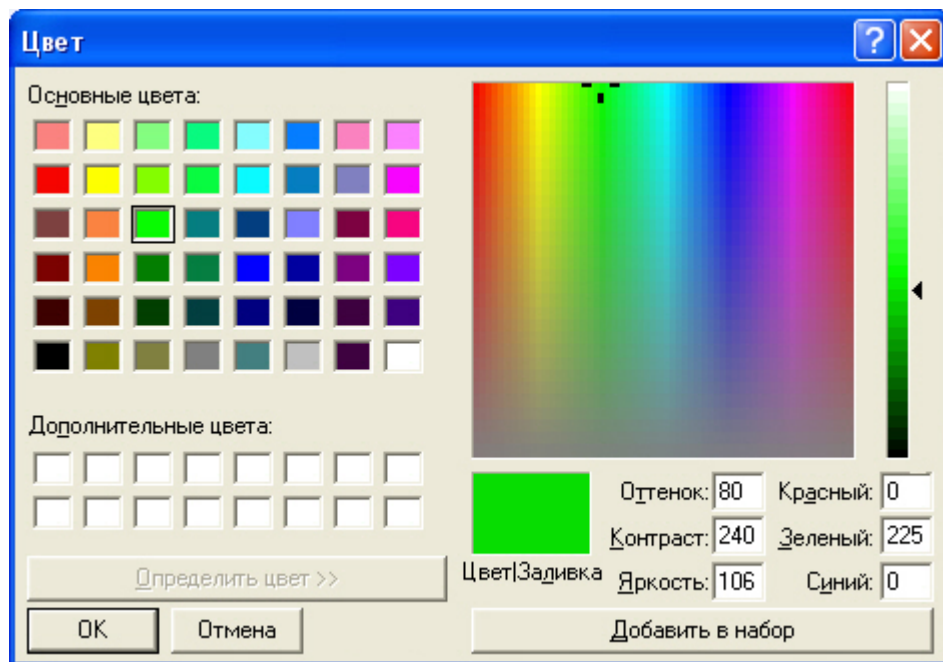 Цвет
Основные цвета:
Дополнительные цвета:
Определить цвет >>
OK
Отмена
Оттенок: 80
Красный: 0
Контраст: 240
Зеленый: 225
Цвет|Заливка
Яркость: 106
Синий: 0
Добавить в набор